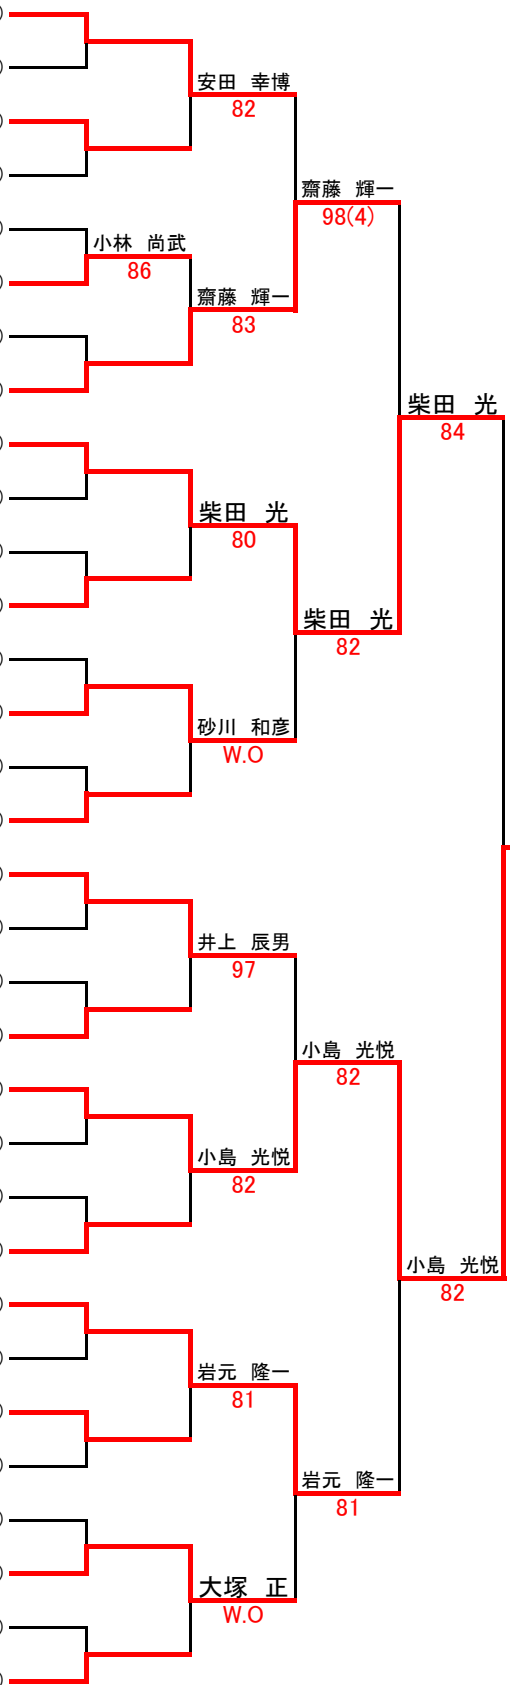 安田　幸博
82
齋藤　輝一
98(4)
小林　尚武
86
齋藤　輝一
83
柴田　光
84
柴田　光
80
柴田　光
82
砂川　和彦
W.O
井上　辰男
97
小島　光悦
82
小島　光悦
82
小島　光悦
82
岩元　隆一
81
岩元　隆一
81
大塚　正
W.O